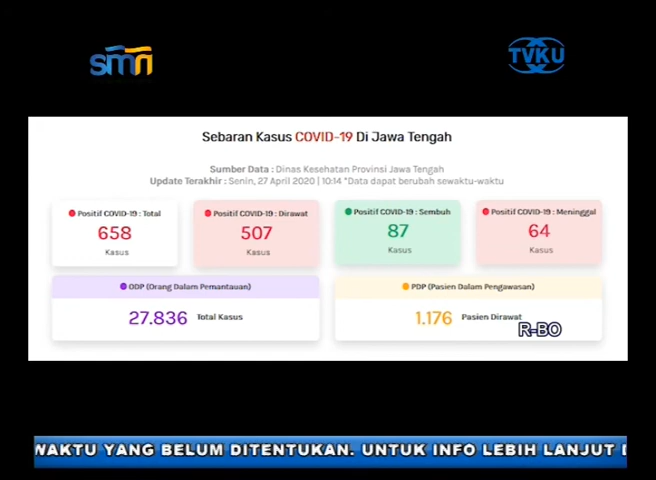 smn
TVKU
Sebaran Kasus COVID-19 Di Jawa Tengah
Sumber Data : Dinas Kesehatan Provinsi Jawa Tengah
Update Terakhir : Senin, 27 April 2020 | 10:14 *Data dapat berubah sewaktu-waktu
Positif COVID-19 : Total
658
Kasus
Positif COVID-19 : Dirawat
507
Kasus
Positif COVID-19 : Sembuh
87
Kasus
Positif COVID-19 : Meninggal
64
Kasus
ODP (Orang Dalam Pemantauan)
27.836 Total Kasus
PDP (Pasien Dalam Pengawasan)
1.176 Pasien Dirawat
R-BO
WAKTU YANG BELUM DITENTUKAN. UNTUK INFO LEBIH LANJUT